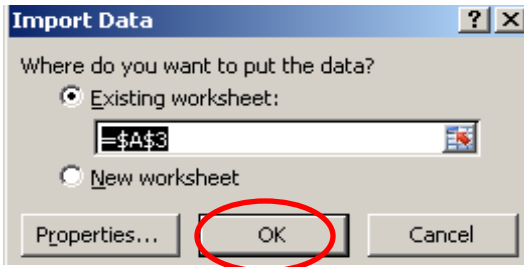 Import Data
Where do you want to put the data?
Existing worksheet:
=$A$3
New worksheet
Properties... OK Cancel